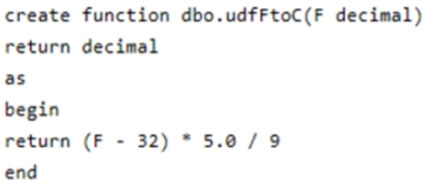 create function dbo.udfFtoC(F decimal)
return decimal
as
begin
return (F - 32) * 5.0 / 9
end